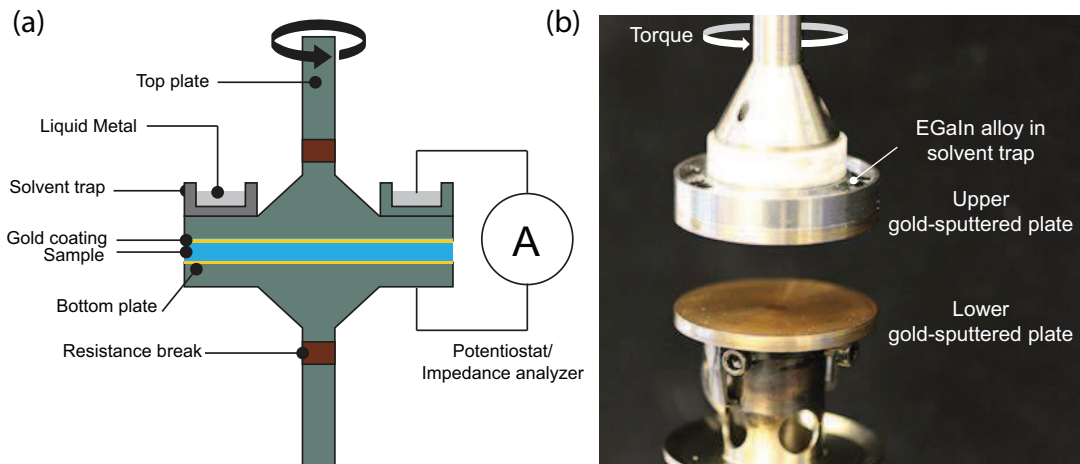 (a)
Top plate
Liquid Metal
Solvent trap
Gold coating
Sample
Bottom plate
Resistance break
A
Potentiostat/
Impedance analyzer
(b)
Torque
EGaIn alloy in
solvent trap
Upper
gold-sputtered plate
Lower
gold-sputtered plate